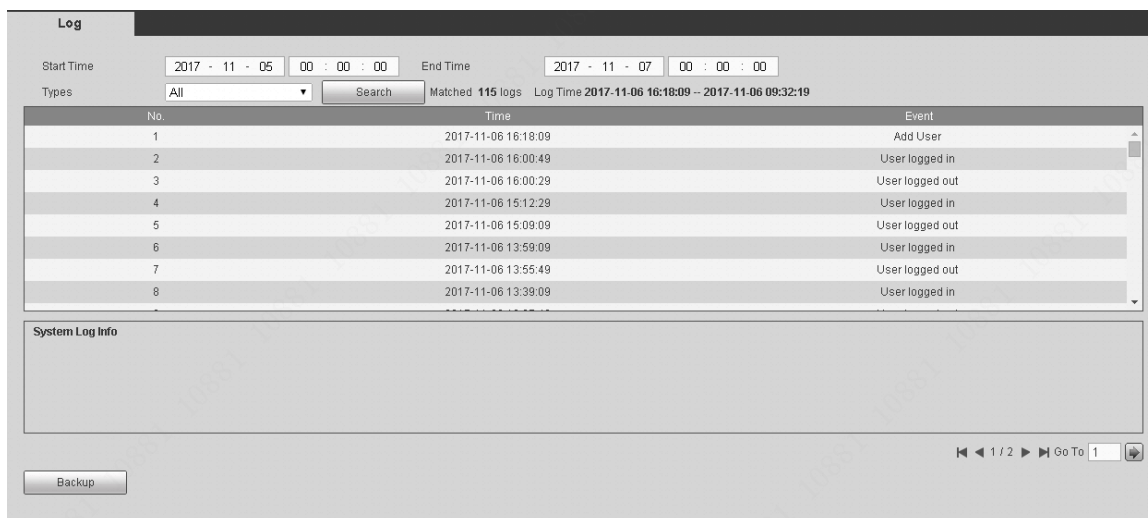 Log
Start Time 2017 - 11 - 05 00 : 00 : 00 End Time 2017 - 11 - 07 00 : 00 : 00
Types All Search Matched 115 logs Log Time 2017-11-06 16:18:09 -- 2017-11-06 09:32:19
No. Time Event
1 2017-11-06 16:18:09 Add User
2 2017-11-06 16:00:49 User logged in
3 2017-11-06 16:00:29 User logged out
4 2017-11-06 15:12:29 User logged in
5 2017-11-06 15:09:09 User logged out
6 2017-11-06 13:59:09 User logged in
7 2017-11-06 13:55:49 User logged out
8 2017-11-06 13:39:09 User logged in
System Log Info
1 / 2 Go To 1
Backup